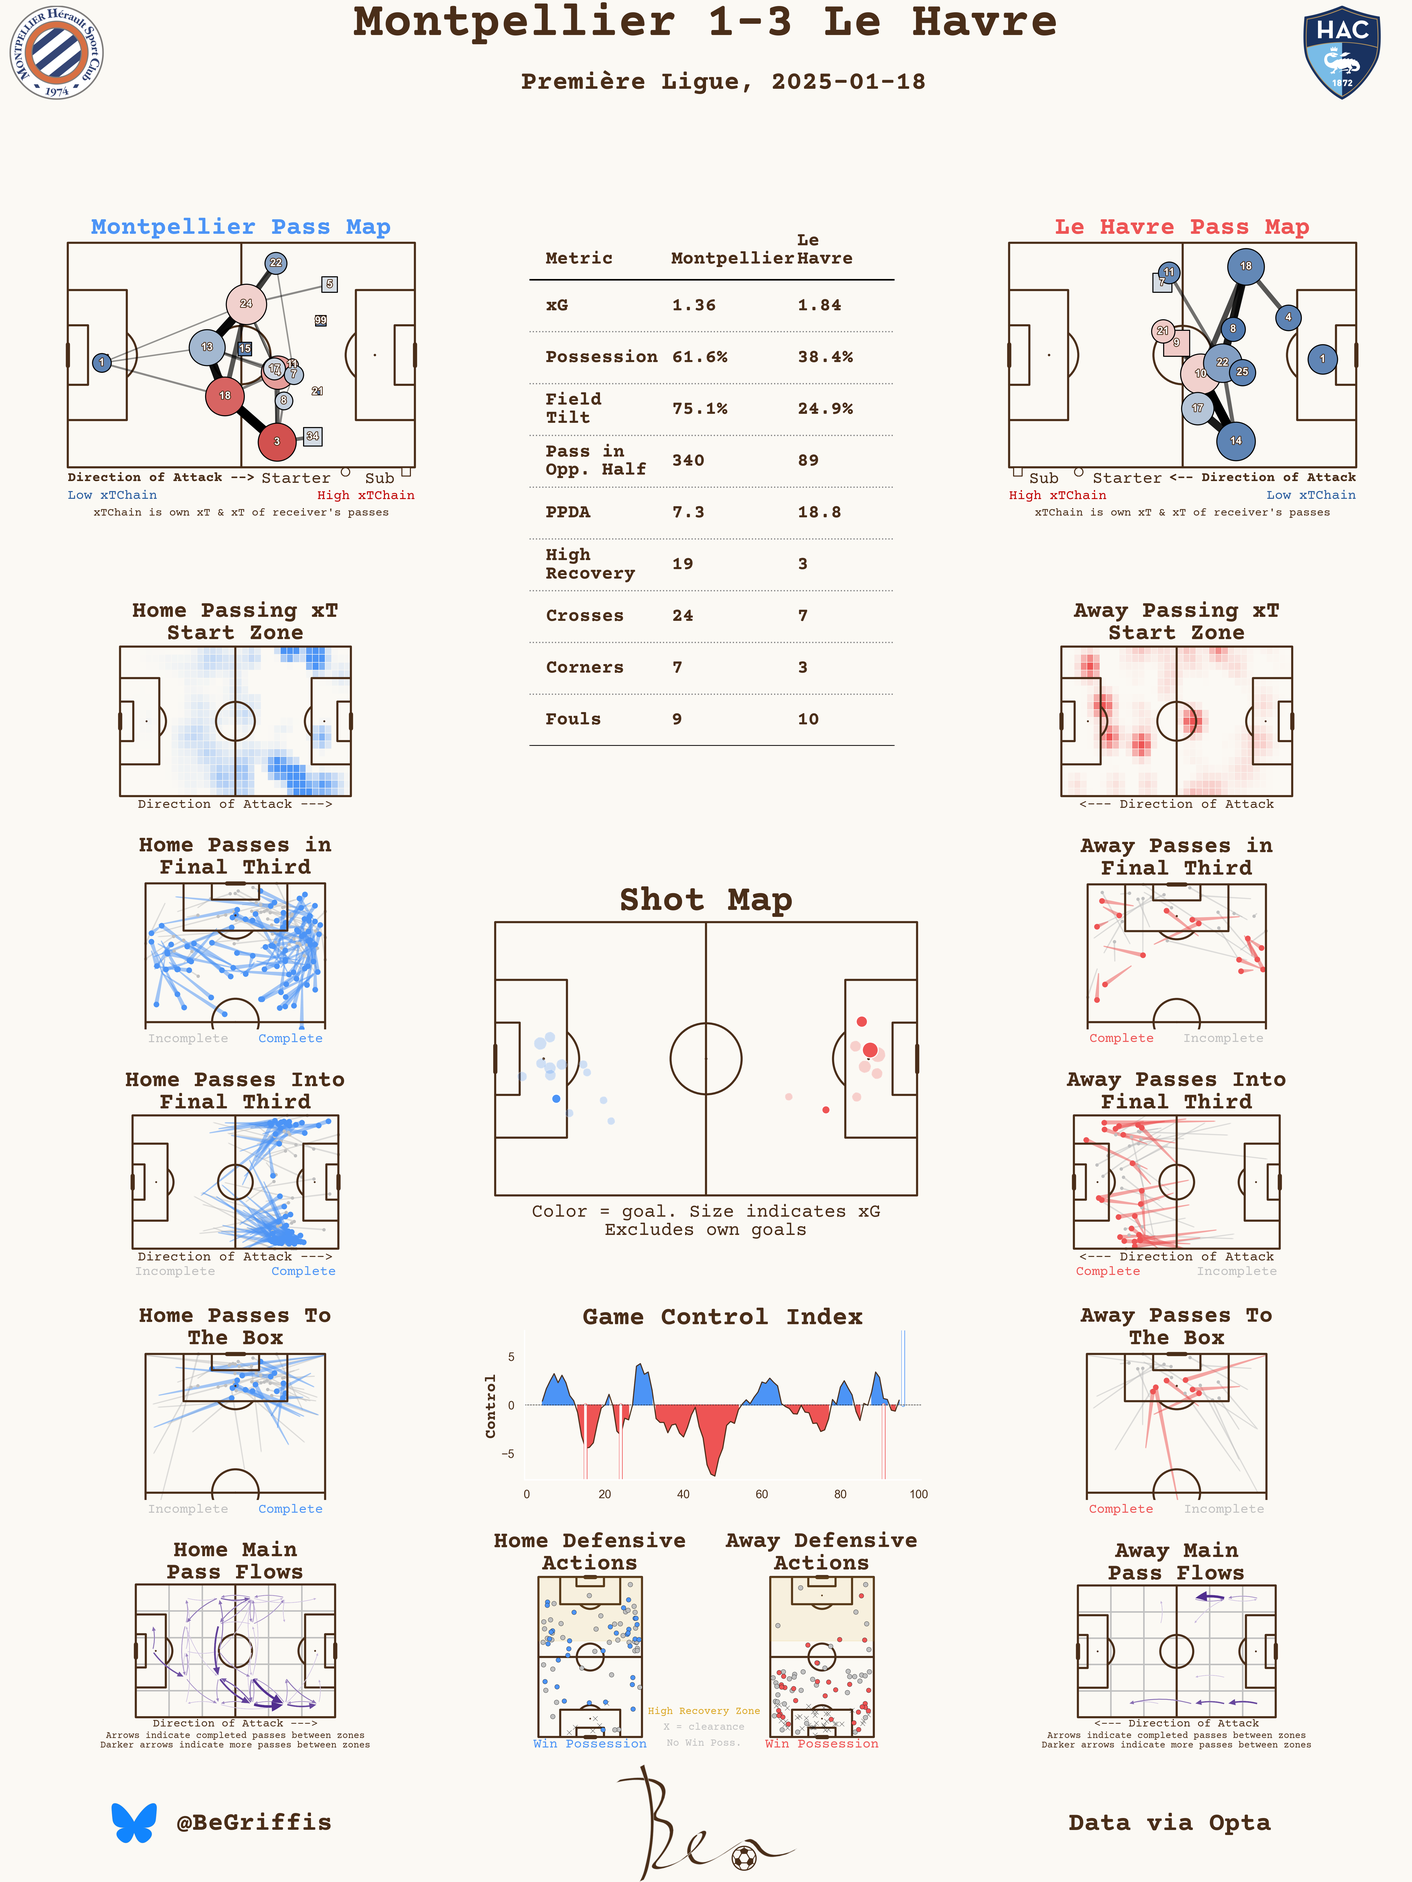 Montpellier 1-3 Le Havre
Première Ligue, 2025-01-18
MONTPELLIER Hérault Sport Club
1974
HAC
1872
Montpellier Pass Map
22
5
24
99
13
15
1
11
17
4
7
18
21
8
3
34
Direction of Attack --> Starter Sub
Low xTChain High xTChain
xTChain is own xT & xT of receiver's passes
Metric Montpellier Le Havre
xG 1.36 1.84
Possession 61.6% 38.4%
Field Tilt 75.1% 24.9%
Pass in Opp. Half 340 89
PPDA 7.3 18.8
High Recovery 19 3
Crosses 24 7
Corners 7 3
Fouls 9 10
Le Havre Pass Map
11
7
18
4
21
8
9
1
22
10
25
17
14
Sub Starter <-- Direction of Attack
High xTChain Low xTChain
xTChain is own xT & xT of receiver's passes
Home Passing xT
Start Zone
Direction of Attack --->
Away Passing xT
Start Zone
<--- Direction of Attack
Home Passes in
Final Third
Incomplete Complete
Away Passes in
Final Third
Complete Incomplete
Shot Map
Color = goal. Size indicates xG
Excludes own goals
Home Passes Into
Final Third
Direction of Attack --->
Incomplete Complete
Away Passes Into
Final Third
<--- Direction of Attack
Complete Incomplete
Home Passes To
The Box
Incomplete Complete
Game Control Index
Control
5
0
−5
0 20 40 60 80 100
Away Passes To
The Box
Complete Incomplete
Home Main
Pass Flows
Direction of Attack --->
Arrows indicate completed passes between zones
Darker arrows indicate more passes between zones
Home Defensive
Actions
Win Possession
Away Defensive
Actions
Win Possession
High Recovery Zone
X = clearance
No Win Poss.
Away Main
Pass Flows
<--- Direction of Attack
Arrows indicate completed passes between zones
Darker arrows indicate more passes between zones
@BeGriffis
Ben
Data via Opta